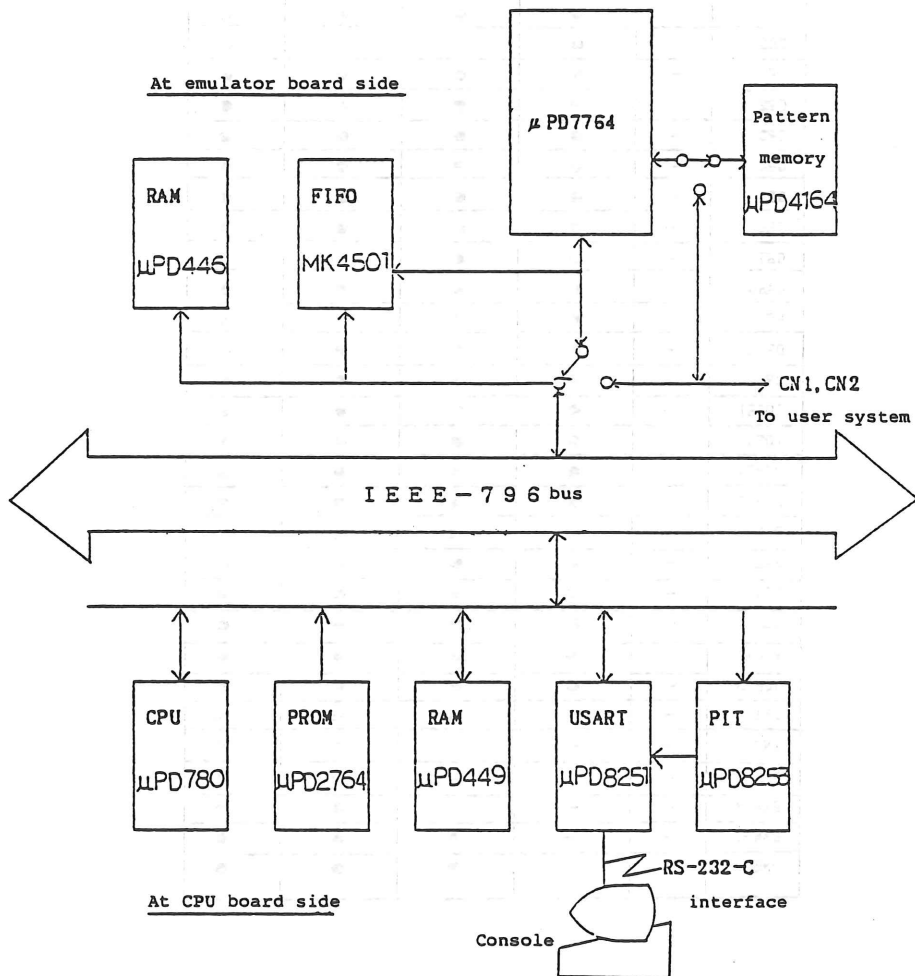 At emulator board side
μPD7764
Pattern
memory
μPD4164
RAM
μPD446
FIFO
MK4501
CN1,CN2
To user system
IEEE-796 bus
CPU
μPD780
PROM
μPD2764
RAM
μPD449
USART
μPD8251
PIT
μPD8253
RS-232-C
interface
At CPU board side
Console